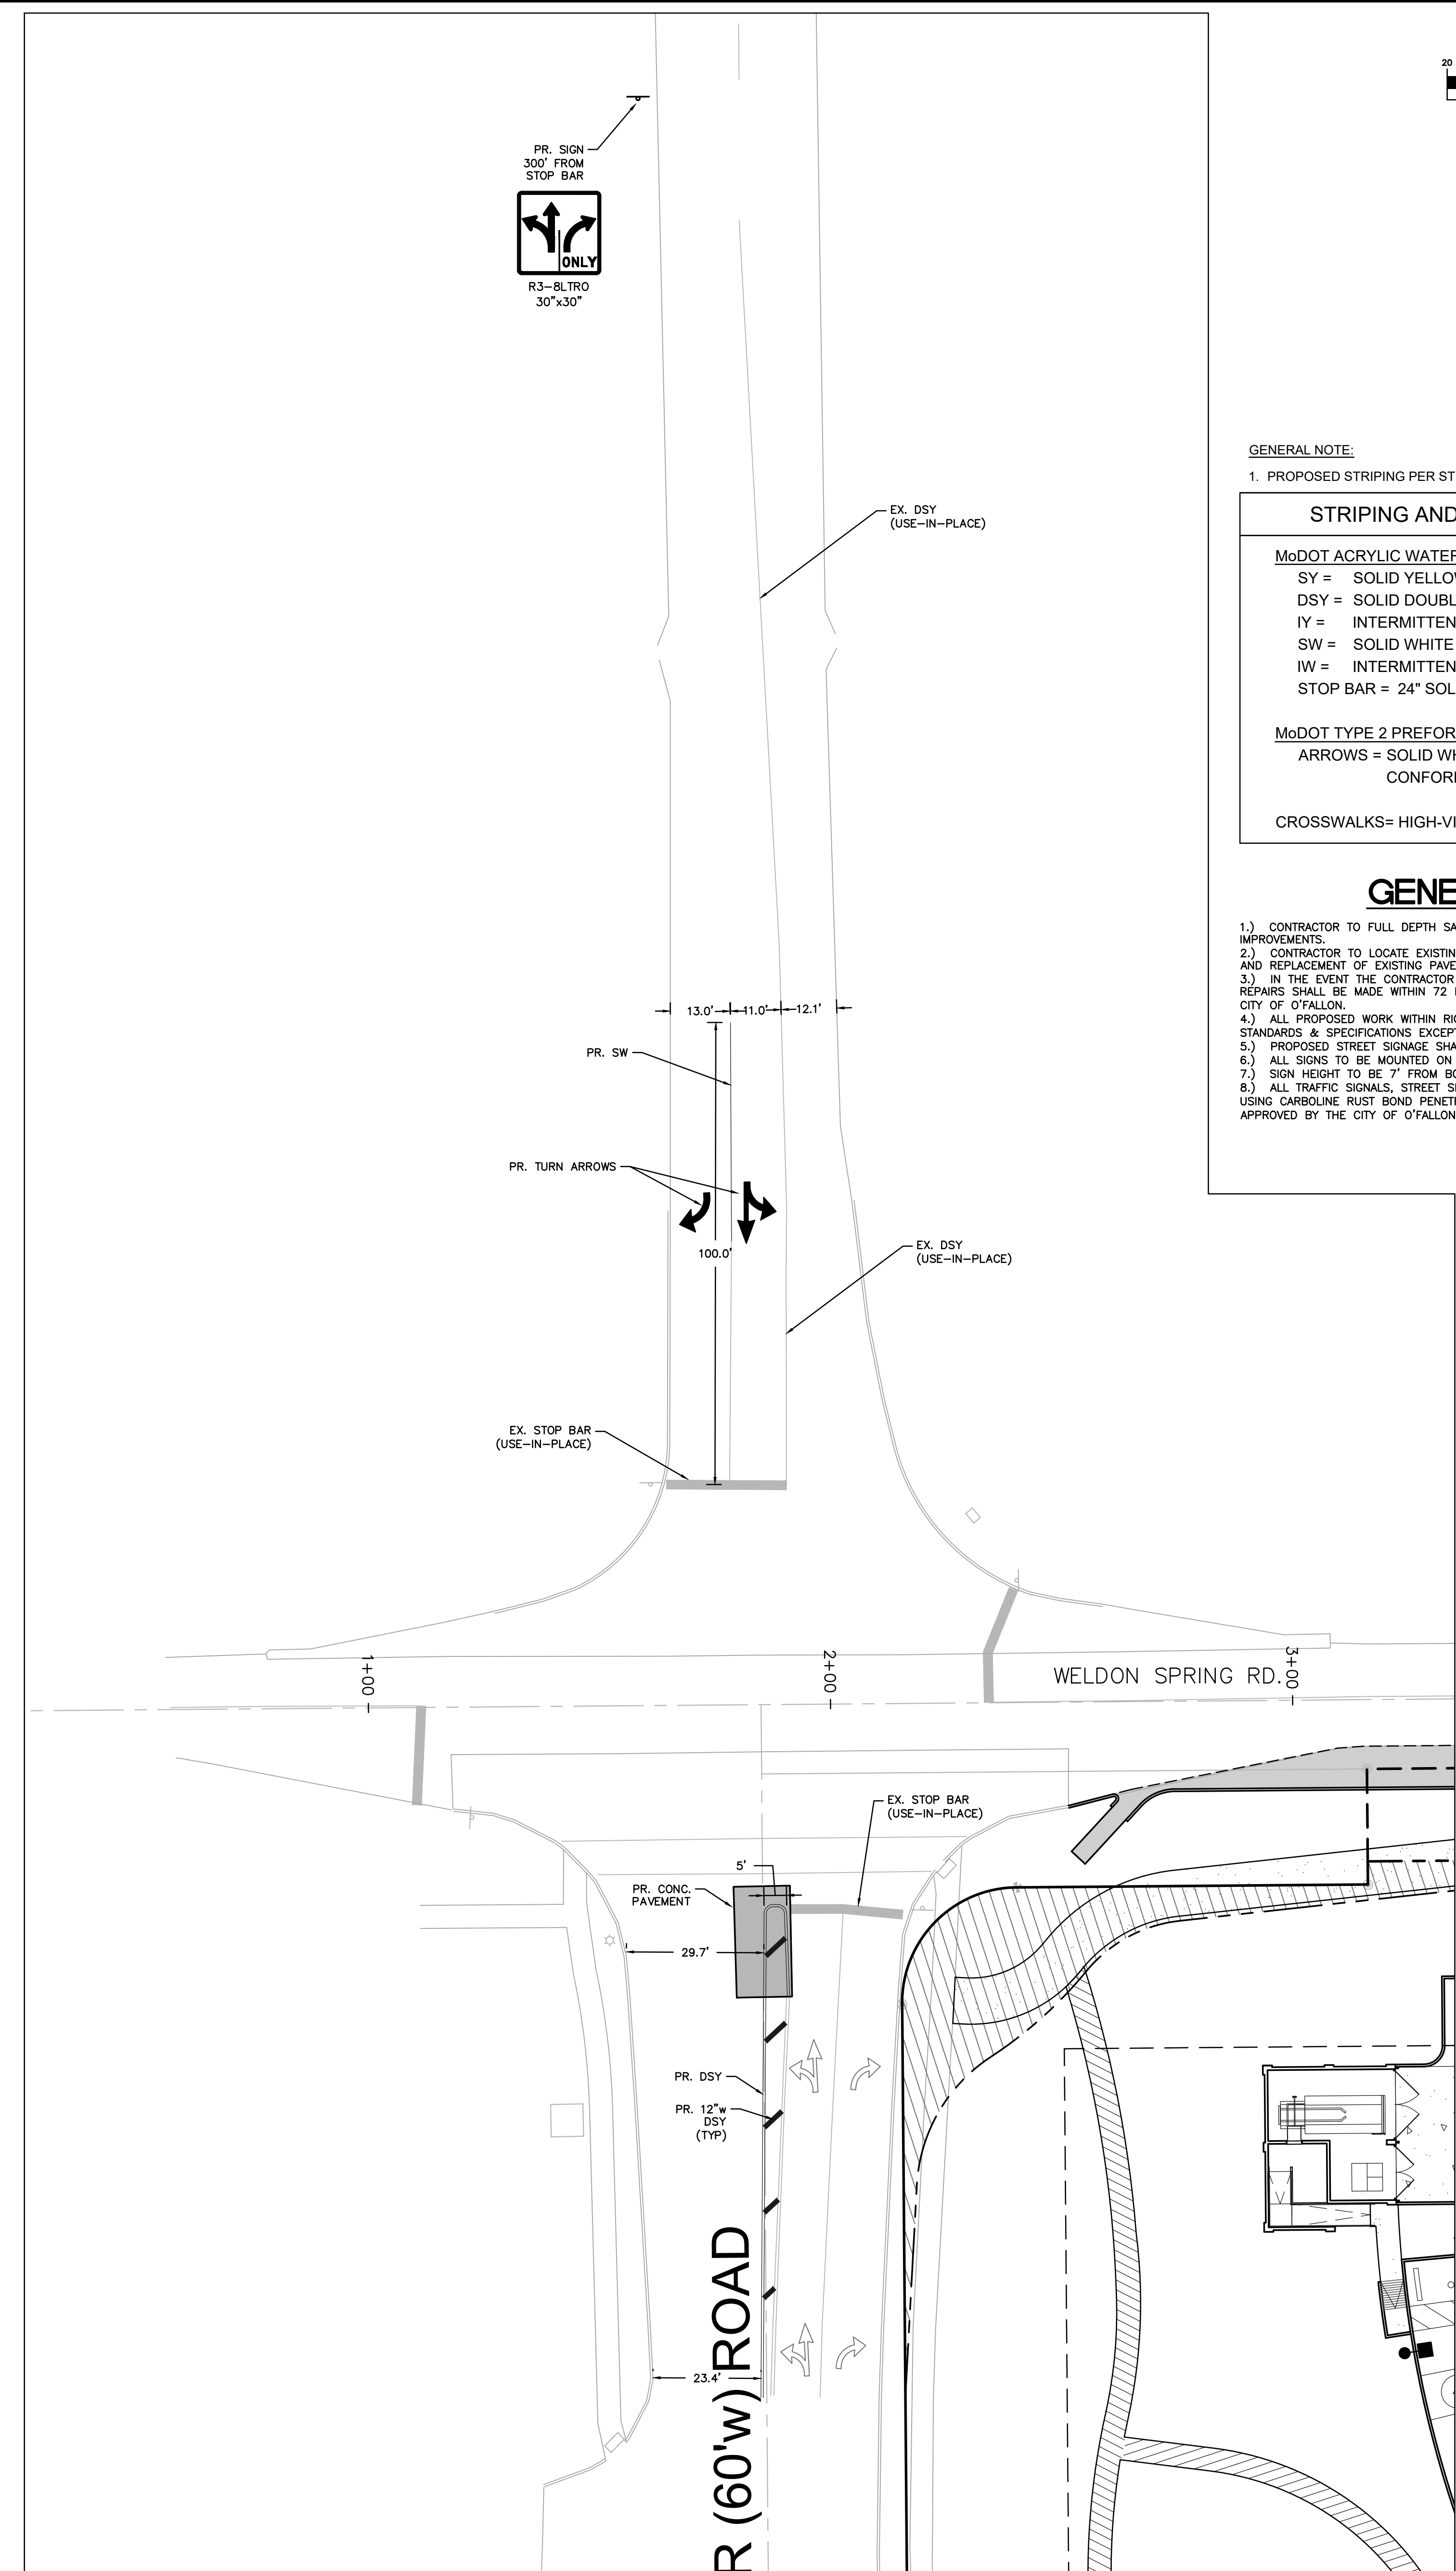 20
PR. SIGN
300' FROM
STOP BAR
ONLY
R3-8LTRO
30"x30"
GENERAL NOTE:
1. PROPOSED STRIPING PER ST
EX. DSY
(USE-IN-PLACE)
STRIPING AND
MoDOT ACRYLIC WATER
SY = SOLID YELLOW
DSY = SOLID DOUBL
IY = INTERMITTEN
SW = SOLID WHITE
IW = INTERMITTEN
STOP BAR = 24" SOL
MoDOT TYPE 2 PREFOR
ARROWS = SOLID WH
CONFOR
CROSSWALKS= HIGH-VI
GENE
1.) CONTRACTOR TO FULL DEPTH SA
IMPROVEMENTS.
2.) CONTRACTOR TO LOCATE EXISTIN
AND REPLACEMENT OF EXISTING PAVE
3.) IN THE EVENT THE CONTRACTOR
REPAIRS SHALL BE MADE WITHIN 72
CITY OF O'FALLON.
4.) ALL PROPOSED WORK WITHIN RI
STANDARDS & SPECIFICATIONS EXCEPT
5.) PROPOSED STREET SIGNAGE SHA
6.) ALL SIGNS TO BE MOUNTED ON
7.) SIGN HEIGHT TO BE 7' FROM BO
8.) ALL TRAFFIC SIGNALS, STREET S
USING CARBOLINE RUST BOND PENET
APPROVED BY THE CITY OF O'FALLON
13.0' 11.0' 12.1'
PR. SW
PR. TURN ARROWS
100.0'
EX. DSY
(USE-IN-PLACE)
EX. STOP BAR
(USE-IN-PLACE)
1+00
2+00
3+00
WELDON SPRING RD.
EX. STOP BAR
(USE-IN-PLACE)
5'
PR. CONC.
PAVEMENT
29.7'
PR. DSY
PR. 12"w
DSY
(TYP)
23.4'
R (60'w) ROAD